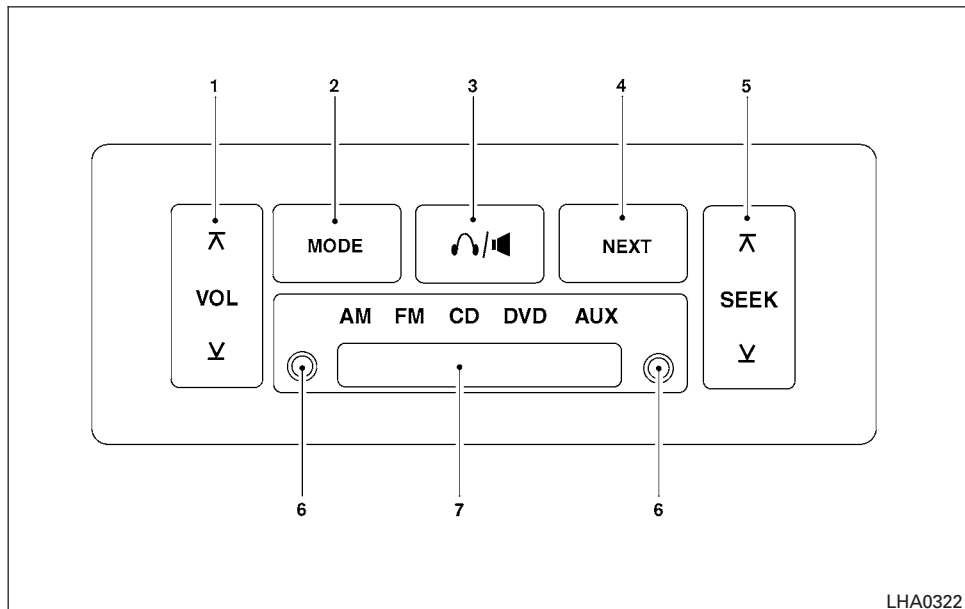 1 2 3 4 5
MODE
/
NEXT
VOL
SEEK
AM FM CD DVD AUX
6 7 6
LHA0322